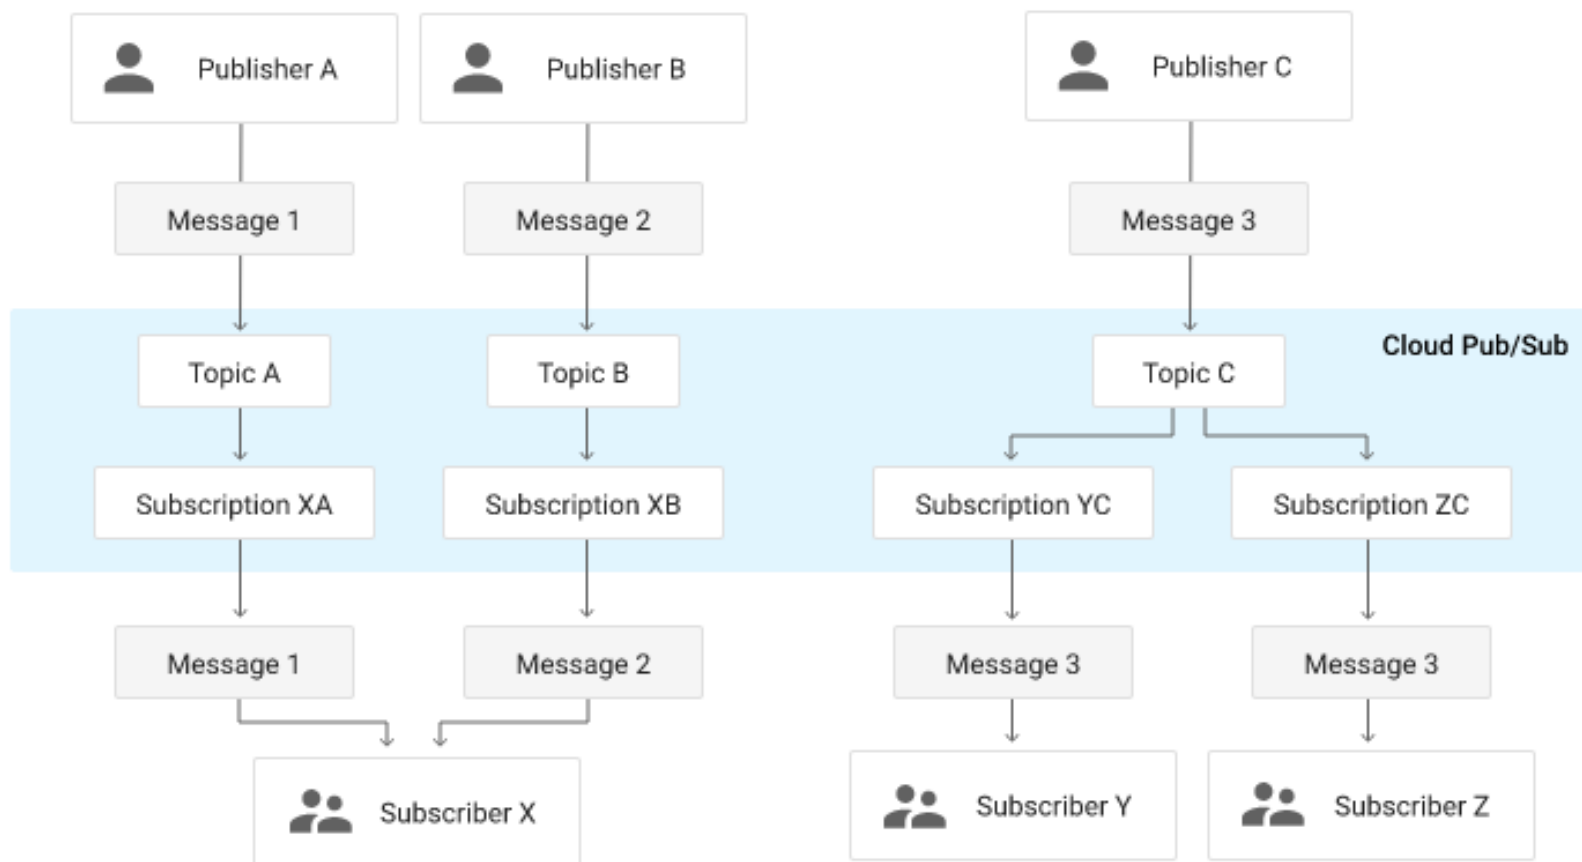 Publisher A
Publisher B
Publisher C
Message 1
Message 2
Message 3
Cloud Pub/Sub
Topic A
Topic B
Topic C
Subscription XA
Subscription XB
Subscription YC
Subscription ZC
Message 1
Message 2
Message 3
Message 3
Subscriber X
Subscriber Y
Subscriber Z